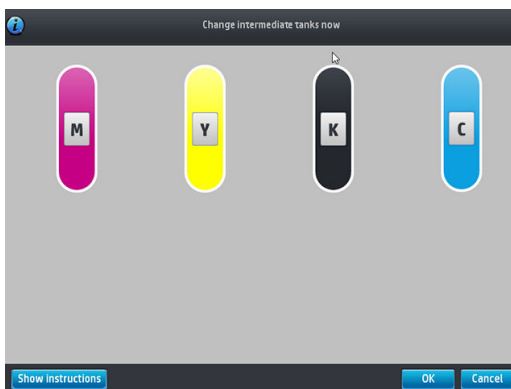 Change intermediate tanks now
M Y K C
Show instructions OK Cancel